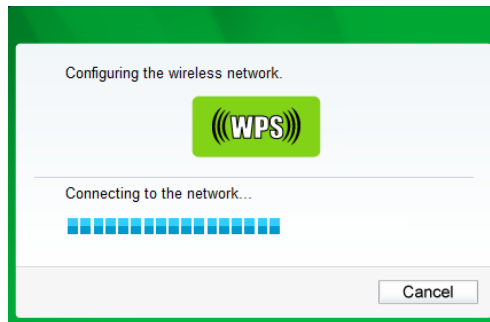 Configuring the wireless network.
WPS
Connecting to the network...
Cancel